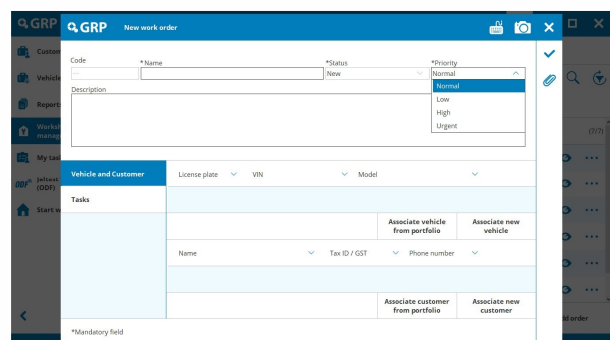 GRP
GRP New work order
Code *Name *Status *Priority
--- New Normal
Description
Normal
Low
High
Urgent
Custom
Vehicle
Reports
Worksh
manag
(7/7)
My tas
Jaltest
(ODF)
Start w
Vehicle and Customer
Tasks
License plate VIN Model
Associate vehicle
from portfolio
Associate new
vehicle
Name Tax ID / GST Phone number
Associate customer
from portfolio
Associate new
customer
dd order
*Mandatory field